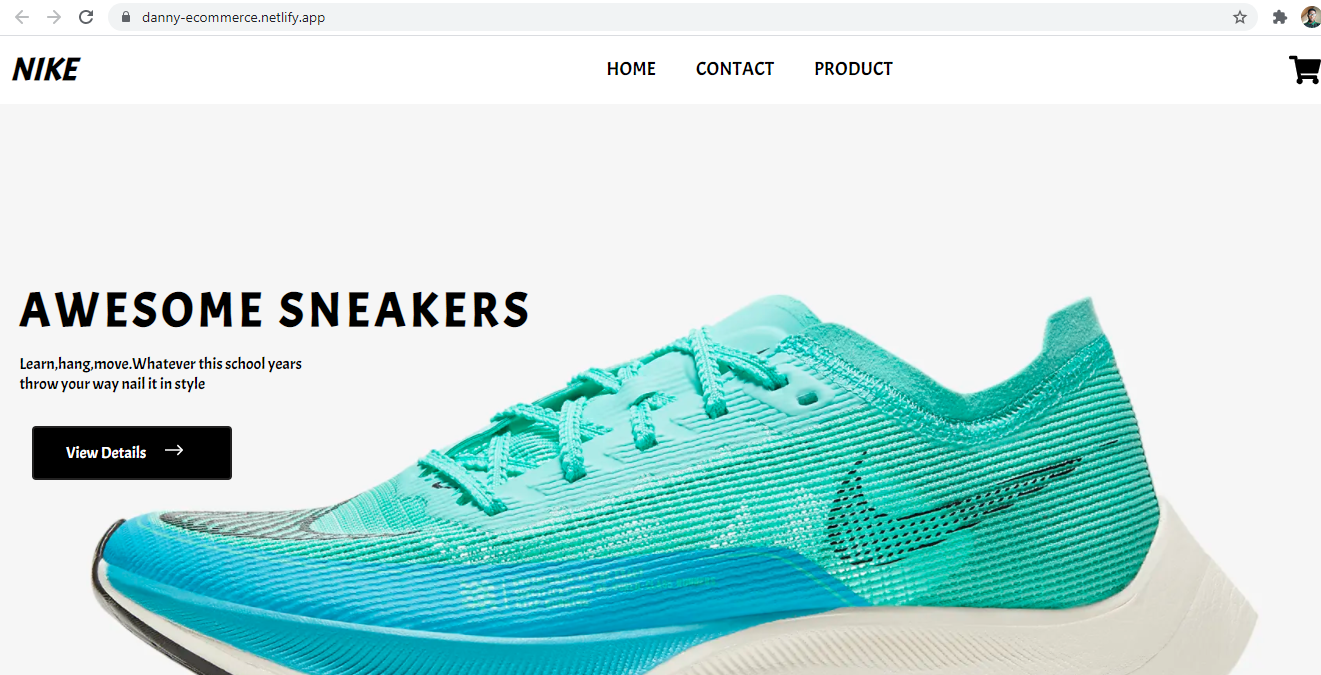 danny-ecommerce.netlify.app
NIKE HOME CONTACT PRODUCT
AWESOME SNEAKERS
Learn,hang,move.Whatever this school years
throw your way nail it in style
View Details →